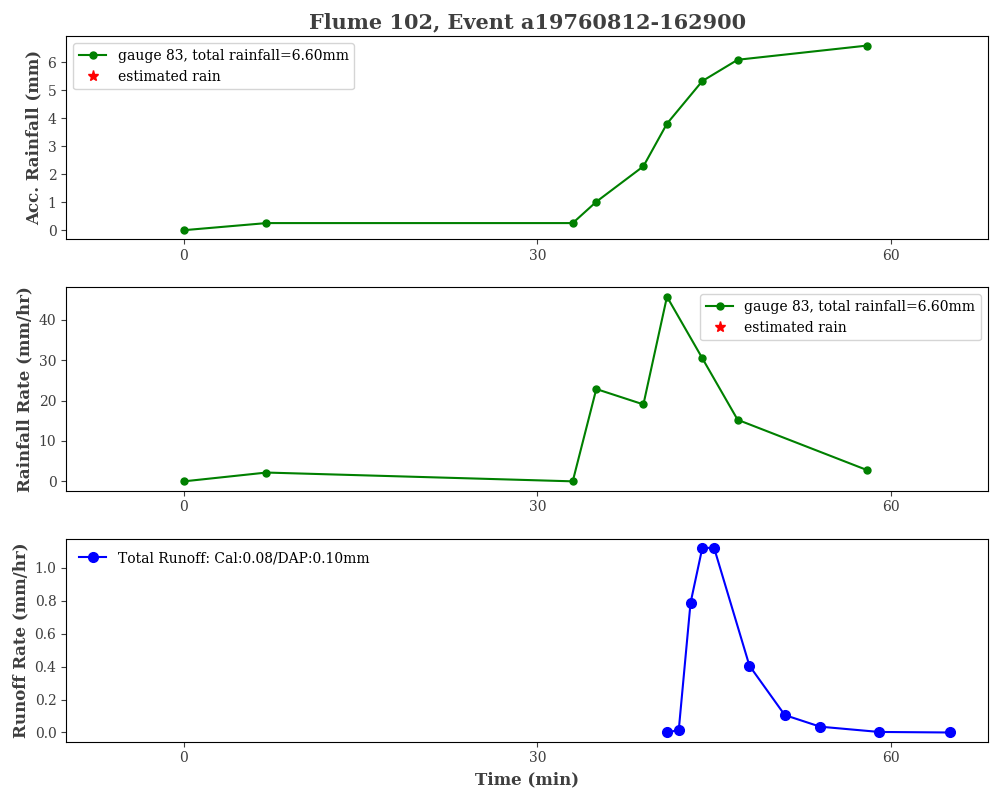 Flume 102, Event a19760812-162900
gauge 83, total rainfall=6.60mm
estimated rain
Acc. Rainfall (mm)
6
5
4
3
2
1
0
0
30
60
gauge 83, total rainfall=6.60mm
estimated rain
Rainfall Rate (mm/hr)
40
30
20
10
0
0
30
60
Total Runoff: Cal:0.08/DAP:0.10mm
Runoff Rate (mm/hr)
1.0
0.8
0.6
0.4
0.2
0.0
0
30
60
Time (min)